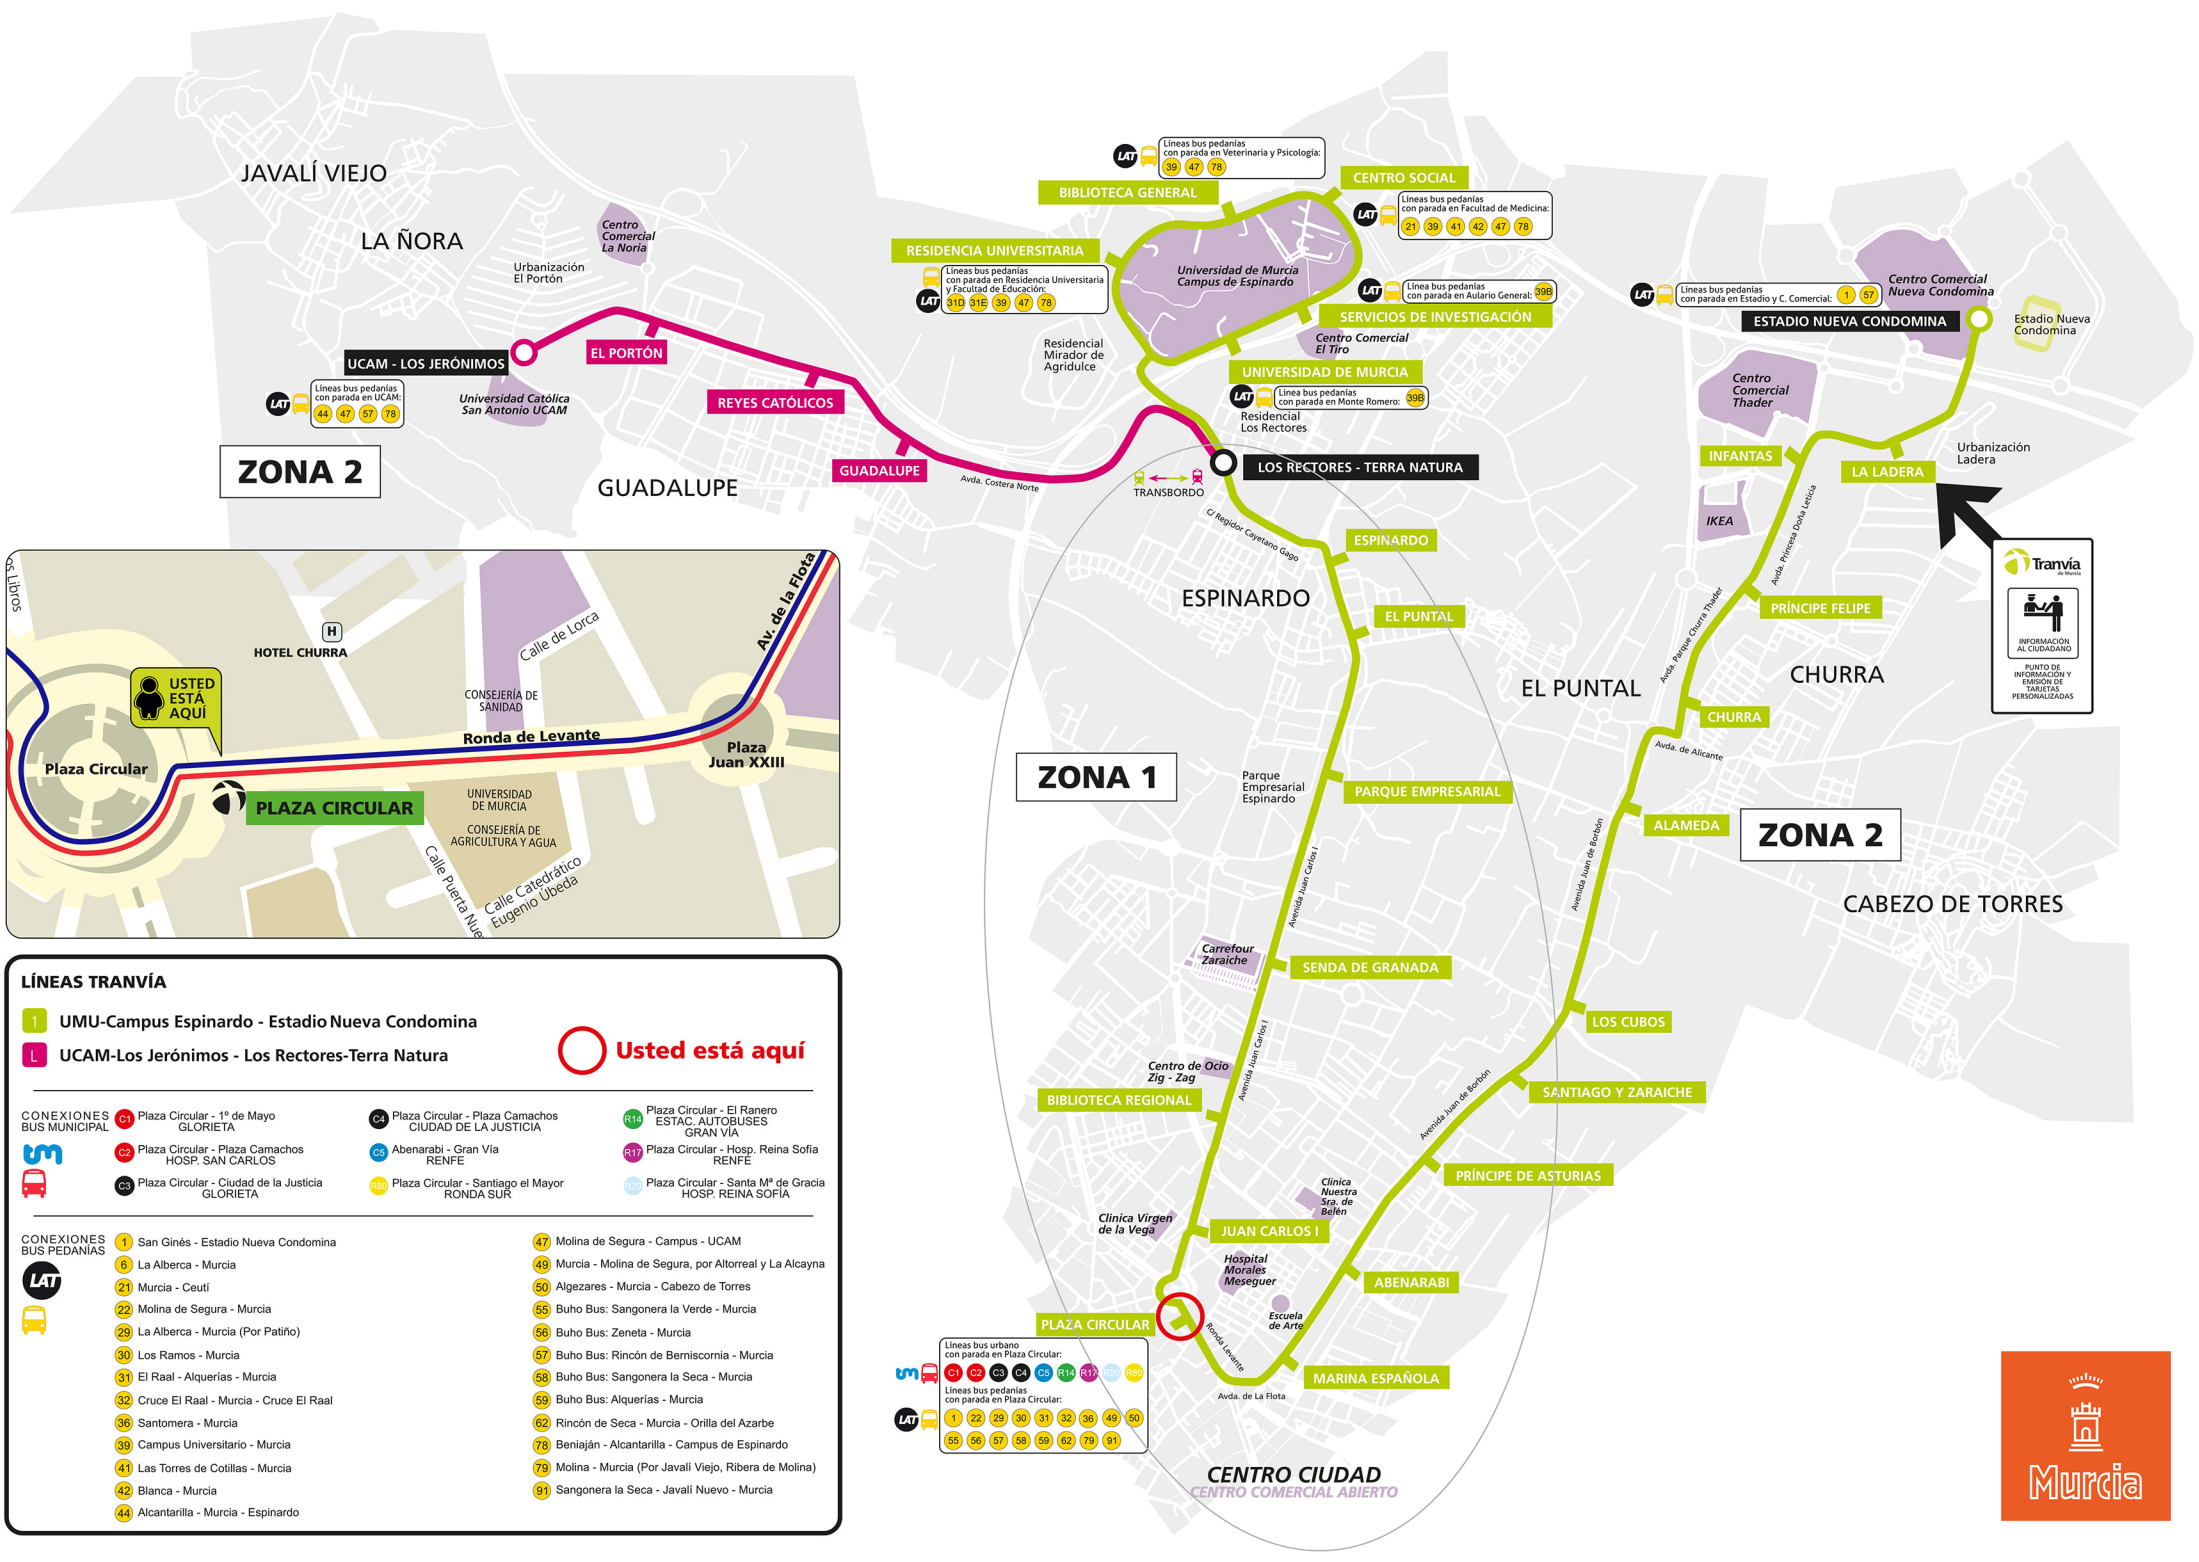 JAVALÍ VIEJO
LA ÑORA
Urbanización
El Portón
Centro
Comercial
La Noria
UCAM - LOS JERÓNIMOS
Líneas bus pedanías
con parada en UCAM:
44 47 57 78
LAT
Universidad Católica
San Antonio UCAM
EL PORTÓN
REYES CATÓLICOS
GUADALUPE
ZONA 2
GUADALUPE
Avda. Costera Norte
TRANSBORDO
LAT
Líneas bus pedanías
con parada en Veterinaria y Psicología:
39 47 78
BIBLIOTECA GENERAL
CENTRO SOCIAL
LAT
Líneas bus pedanías
con parada en Facultad de Medicina:
21 39 41 42 47 78
RESIDENCIA UNIVERSITARIA
Líneas bus pedanías
con parada en Residencia Universitaria
y Facultad de Educación:
LAT
31D 31E 39 47 78
Universidad de Murcia
Campus de Espinardo
LAT
Línea bus pedanías
con parada en Aulario General: 39B
SERVICIOS DE INVESTIGACIÓN
Centro Comercial
El Tiro
Residencial
Mirador de
Agridulce
UNIVERSIDAD DE MURCIA
LAT
Línea bus pedanías
con parada en Monte Romero: 39B
Residencial
Los Rectores
LOS RECTORES - TERRA NATURA
C/ Regidor Cayetano Gago
ESPINARDO
ESPINARDO
EL PUNTAL
EL PUNTAL
ZONA 1
Parque
Empresarial
Espinardo
PARQUE EMPRESARIAL
Avenida Juan Carlos I
Carrefour
Zaraiche
SENDA DE GRANADA
Avenida Juan Carlos I
Centro de Ocio
Zig - Zag
BIBLIOTECA REGIONAL
Clinica Virgen
de la Vega
JUAN CARLOS I
Clinica
Nuestra
Sra. de
Belén
Hospital
Morales
Meseguer
Escuela
de Arte
PLAZA CIRCULAR
Ronda Levante
Avda. de La Flota
Líneas bus urbano
con parada en Plaza Circular:
C1 C2 C3 C4 C5 R14 R17 R20 R80
Líneas bus pedanías
con parada en Plaza Circular:
LAT
1 22 29 30 31 32 36 49 50
55 56 57 58 59 62 79 91
CENTRO CIUDAD
CENTRO COMERCIAL ABIERTO
MARINA ESPAÑOLA
ABENARABI
PRÍNCIPE DE ASTURIAS
Avenida Juan de Borbón
SANTIAGO Y ZARAICHE
LOS CUBOS
Avenida Juan de Borbón
ALAMEDA
Avda. de Alicante
CHURRA
Avda. Parque Churra Thader
PRÍNCIPE FELIPE
Avda. Princesa Doña Leticia
CHURRA
ZONA 2
CABEZO DE TORRES
LAT
Líneas bus pedanías
con parada en Estadio y C. Comercial: 1 57
Centro Comercial
Nueva Condomina
ESTADIO NUEVA CONDOMINA
Estadio Nueva
Condomina
Centro
Comercial
Thader
INFANTAS
LA LADERA
Urbanización
Ladera
IKEA
Tranvía
de Murcia
INFORMACIÓN
AL CIUDADANO
PUNTO DE
INFORMACIÓN Y
EMISIÓN DE
TARJETAS
PERSONALIZADAS
os Libros
H
HOTEL CHURRA
USTED
ESTÁ
AQUÍ
Plaza Circular
PLAZA CIRCULAR
Calle de Lorca
CONSEJERÍA DE
SANIDAD
Ronda de Levante
Av. de la Flota
Plaza
Juan XXIII
UNIVERSIDAD
DE MURCIA
CONSEJERÍA DE
AGRICULTURA Y AGUA
Calle Puerta Nue
Calle Catedrático
Eugenio Úbeda
LÍNEAS TRANVÍA
1 UMU-Campus Espinardo - Estadio Nueva Condomina
L UCAM-Los Jerónimos - Los Rectores-Terra Natura
Usted está aquí
CONEXIONES
BUS MUNICIPAL
C1 Plaza Circular - 1º de Mayo
GLORIETA
C2 Plaza Circular - Plaza Camachos
HOSP. SAN CARLOS
C3 Plaza Circular - Ciudad de la Justicia
GLORIETA
C4 Plaza Circular - Plaza Camachos
CIUDAD DE LA JUSTICIA
C5 Abenarabi - Gran Vía
RENFE
R80 Plaza Circular - Santiago el Mayor
RONDA SUR
R14 Plaza Circular - El Ranero
ESTAC. AUTOBUSES
GRAN VÍA
R17 Plaza Circular - Hosp. Reina Sofía
RENFE
R20 Plaza Circular - Santa Mª de Gracia
HOSP. REINA SOFÍA
CONEXIONES
BUS PEDANÍAS
LAT
1 San Ginés - Estadio Nueva Condomina
6 La Alberca - Murcia
21 Murcia - Ceutí
22 Molina de Segura - Murcia
29 La Alberca - Murcia (Por Patiño)
30 Los Ramos - Murcia
31 El Raal - Alquerías - Murcia
32 Cruce El Raal - Murcia - Cruce El Raal
36 Santomera - Murcia
39 Campus Universitario - Murcia
41 Las Torres de Cotillas - Murcia
42 Blanca - Murcia
44 Alcantarilla - Murcia - Espinardo
47 Molina de Segura - Campus - UCAM
49 Murcia - Molina de Segura, por Altorreal y La Alcayna
50 Algezares - Murcia - Cabezo de Torres
55 Buho Bus: Sangonera la Verde - Murcia
56 Buho Bus: Zeneta - Murcia
57 Buho Bus: Rincón de Berniscornia - Murcia
58 Buho Bus: Sangonera la Seca - Murcia
59 Buho Bus: Alquerías - Murcia
62 Rincón de Seca - Murcia - Orilla del Azarbe
78 Beniaján - Alcantarilla - Campus de Espinardo
79 Molina - Murcia (Por Javalí Viejo, Ribera de Molina)
91 Sangonera la Seca - Javalí Nuevo - Murcia
Murcia